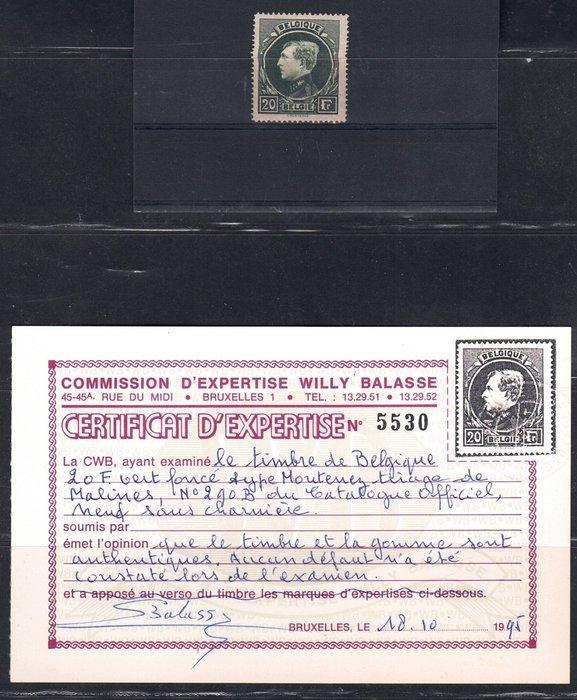 BELGIQUE
20 BELGIË Fr.
COMMISSION D'EXPERTISE WILLY BALASSE
45-45A, RUE DU MIDI • BRUXELLES 1 • TEL. : 13.29.51 • 13.29.52
CERTIFICAT D'EXPERTISE N° 5530
BELGIQUE
20 BELGIË Fr.
La CWB, ayant examiné le timbre de Belgique
20 F vert foncé type Montenez tirage de
Malines, N° 290B du Catalogue Officiel,
neuf sans charnière.
soumis par
émet l'opinion que le timbre et la gomme sont
authentiques. Aucun défaut n'a été
constaté lors de l'examen.
et a apposé au verso du timbre les marques d'expertises ci-dessous.
Balasse
BRUXELLES, LE 18.10 1995